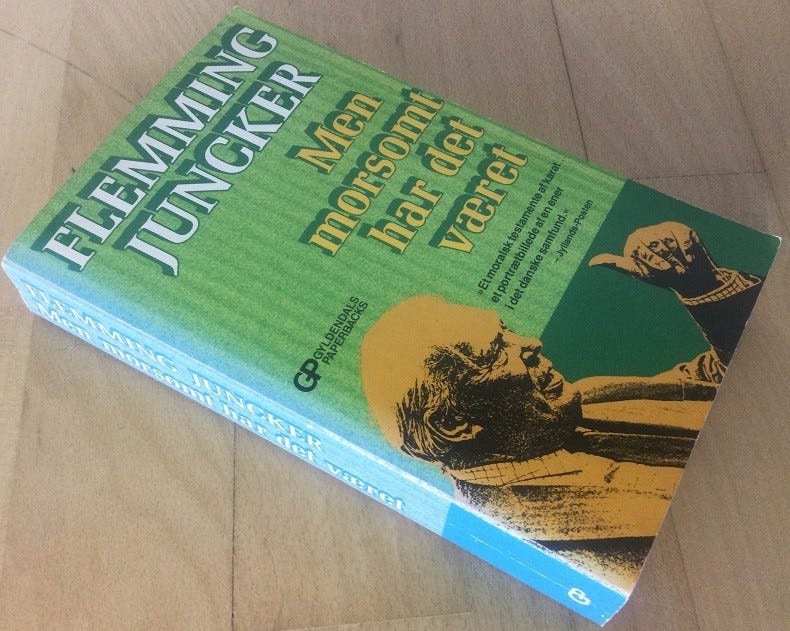 FLEMMING
JUNCKER
Men
morsomt
har det
været
»Et moralsk testamente af karat.
et portrætbillede af en ener
i det danske samfund.«
–Jyllands-Posten
GP GYLDENDALS
PAPERBACKS
FLEMMING JUNCKER
Men morsomt har det været